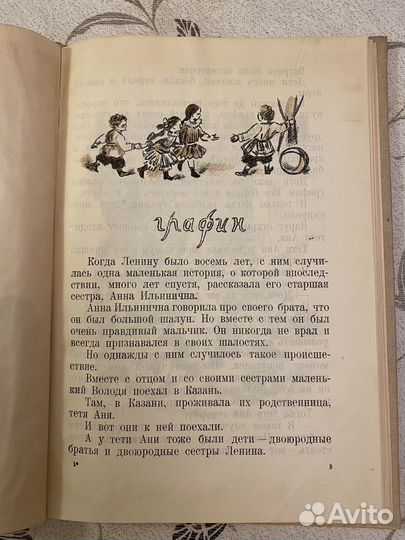 графин
Когда Ленину было восемь лет, с ним случи-
лась одна маленькая история, о которой впослед-
ствии, много лет спустя, рассказала его старшая
сестра, Анна Ильинична.
Анна Ильинична говорила про своего брата, что
он был большой шалун. Но вместе с тем он был
очень правдивый мальчик. Он никогда не врал и
всегда признавался в своих шалостях.
Но однажды с ним случилось такое происше-
ствие.
Вместе с отцом и со своими сестрами малень-
кий Володя поехал в Казань.
Там, в Казани, проживала их родственница,
тетя Аня.
И вот они к ней поехали.
А у тети Ани тоже были дети — двоюродные
братья и двоюродные сестры Ленина.
1* 3
Avito